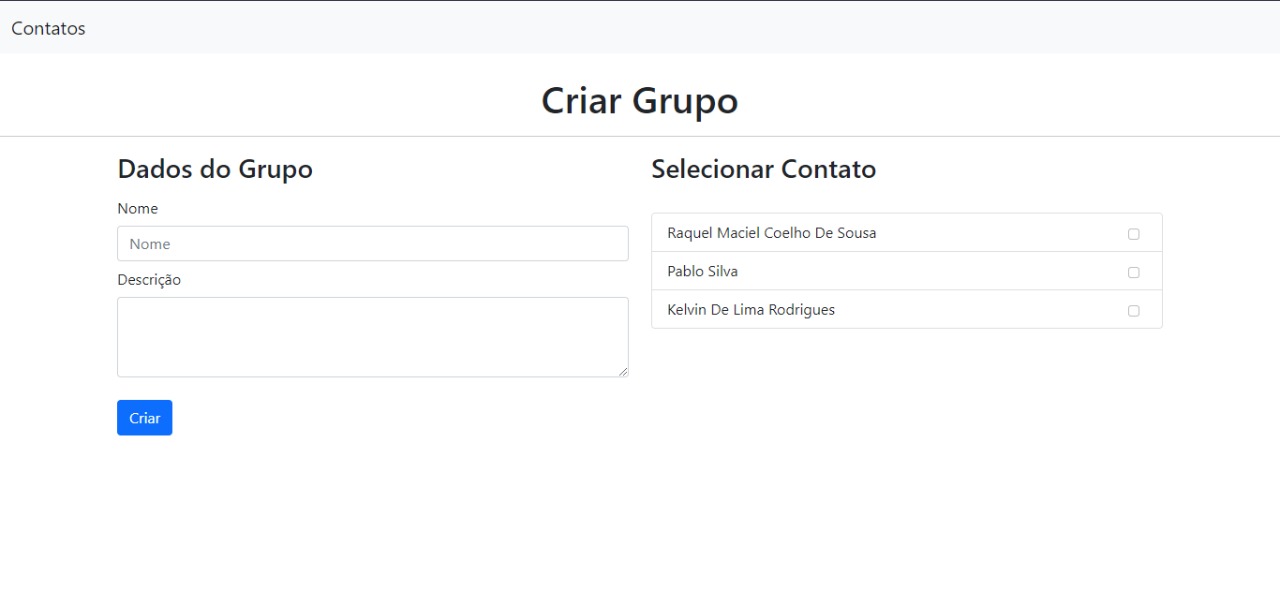 Contatos
Criar Grupo
Dados do Grupo
Nome
Nome
Descrição
Criar
Selecionar Contato
Raquel Maciel Coelho De Sousa
Pablo Silva
Kelvin De Lima Rodrigues